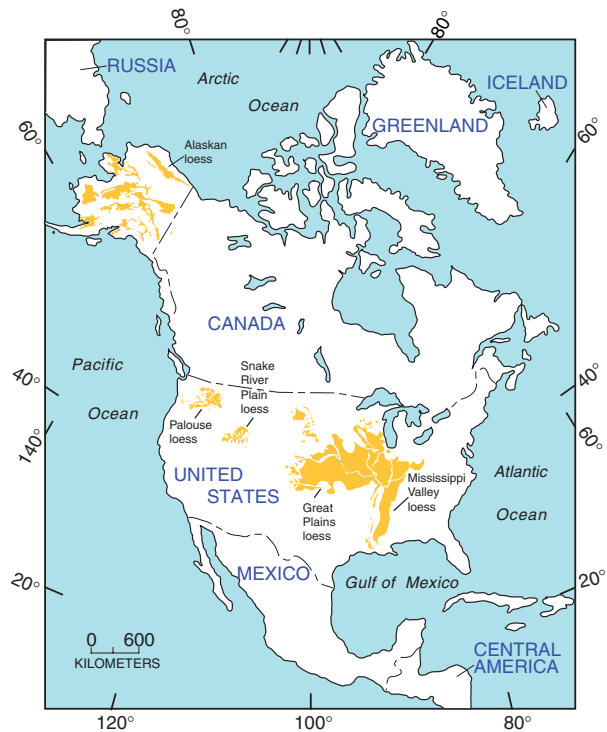 80°
80°
RUSSIA
Arctic
Ocean
ICELAND
GREENLAND
60°
60°
Alaskan
loess
CANADA
Pacific
Ocean
Snake
River
Plain
loess
40°
40°
Palouse
loess
140°
60°
UNITED
STATES
Great
Plains
loess
Mississippi
Valley
loess
Atlantic
Ocean
MEXICO
Gulf of Mexico
20°
20°
0 600
KILOMETERS
CENTRAL
AMERICA
120°
100°
80°